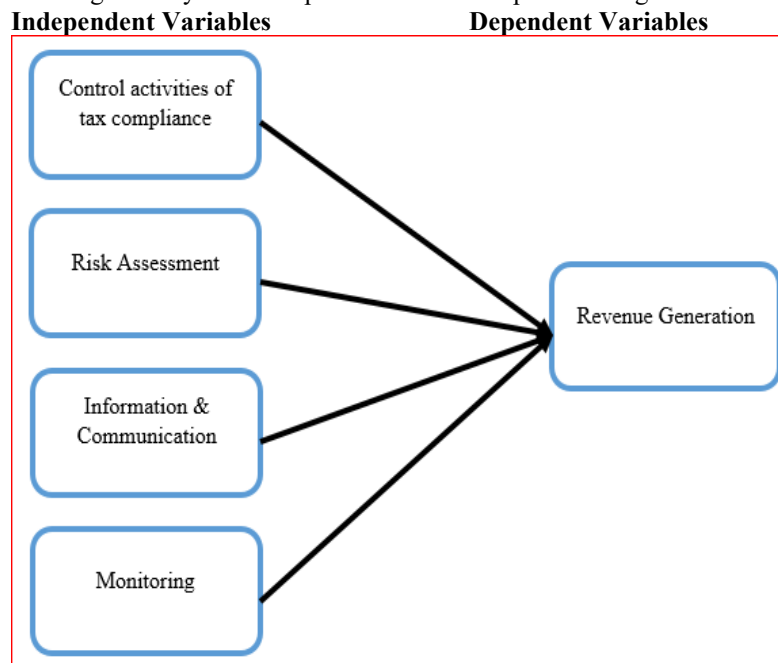 Independent Variables Dependent Variables
Control activities of
tax compliance
Risk Assessment
Revenue Generation
Information &
Communication
Monitoring